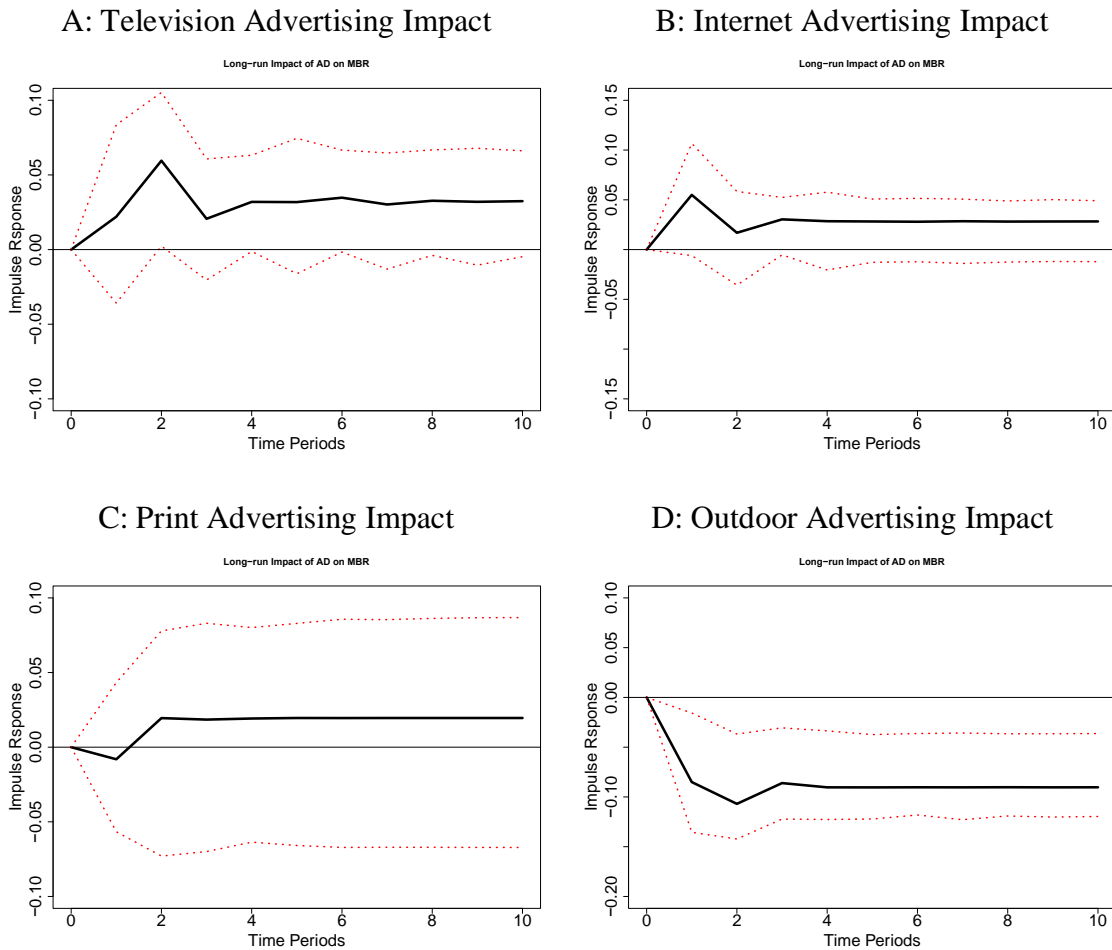 A: Television Advertising Impact
Long-run Impact of AD on MBR
Impulse Rsponse
0.10
0.05
0.00
−0.05
−0.10
0 2 4 6 8 10
Time Periods
B: Internet Advertising Impact
Long-run Impact of AD on MBR
Impulse Rsponse
0.15
0.10
0.05
−0.05
−0.15
0 2 4 6 8 10
Time Periods
C: Print Advertising Impact
Long-run Impact of AD on MBR
Impulse Rsponse
0.10
0.05
0.00
−0.05
−0.10
0 2 4 6 8 10
Time Periods
D: Outdoor Advertising Impact
Long-run Impact of AD on MBR
Impulse Rsponse
0.10
0.05
0.00
−0.10
−0.20
0 2 4 6 8 10
Time Periods